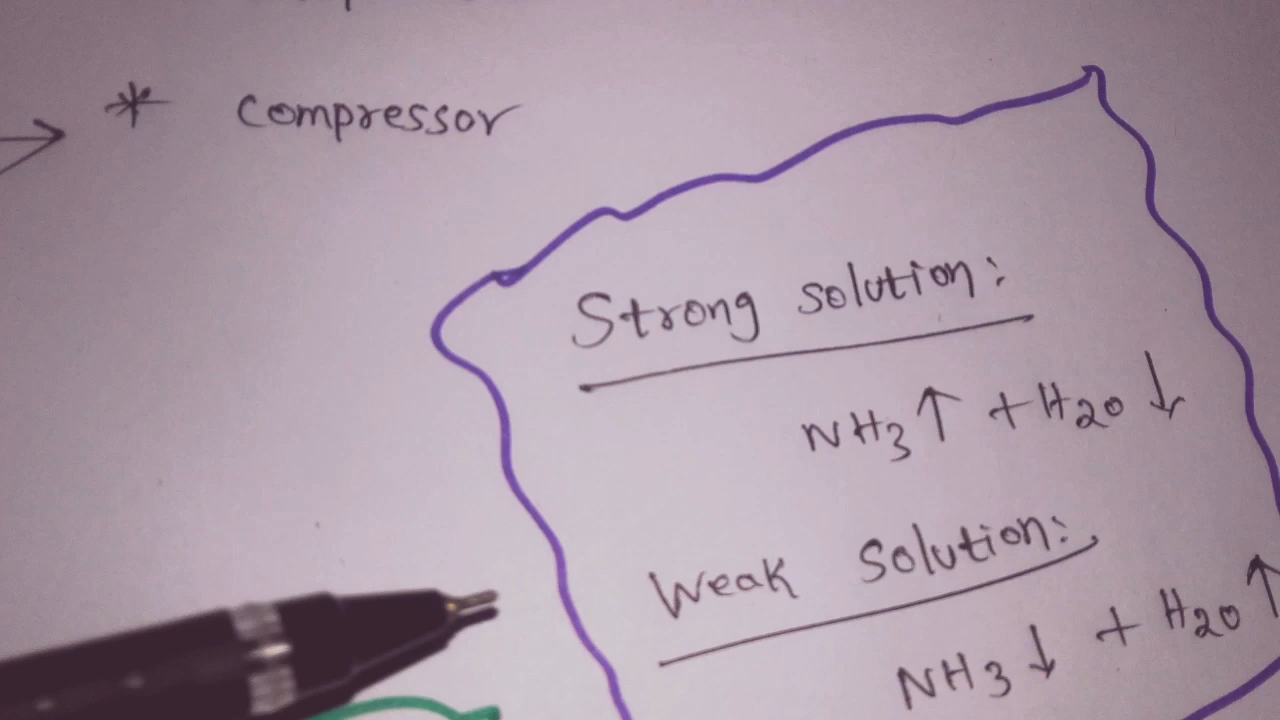 * Compressor
Strong solution:
NH3↑ + H2O ↓
Weak Solution:
NH3↓ + H2O↑